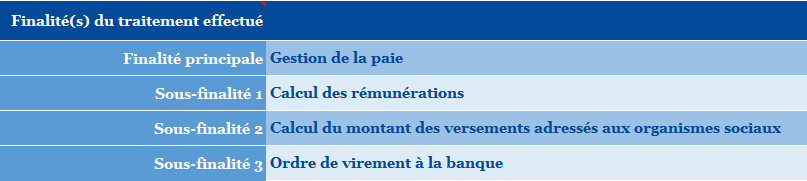 Finalité(s) du traitement effectué
Finalité principale Gestion de la paie
Sous-finalité 1 Calcul des rémunérations
Sous-finalité 2 Calcul du montant des versements adressés aux organismes sociaux
Sous-finalité 3 Ordre de virement à la banque